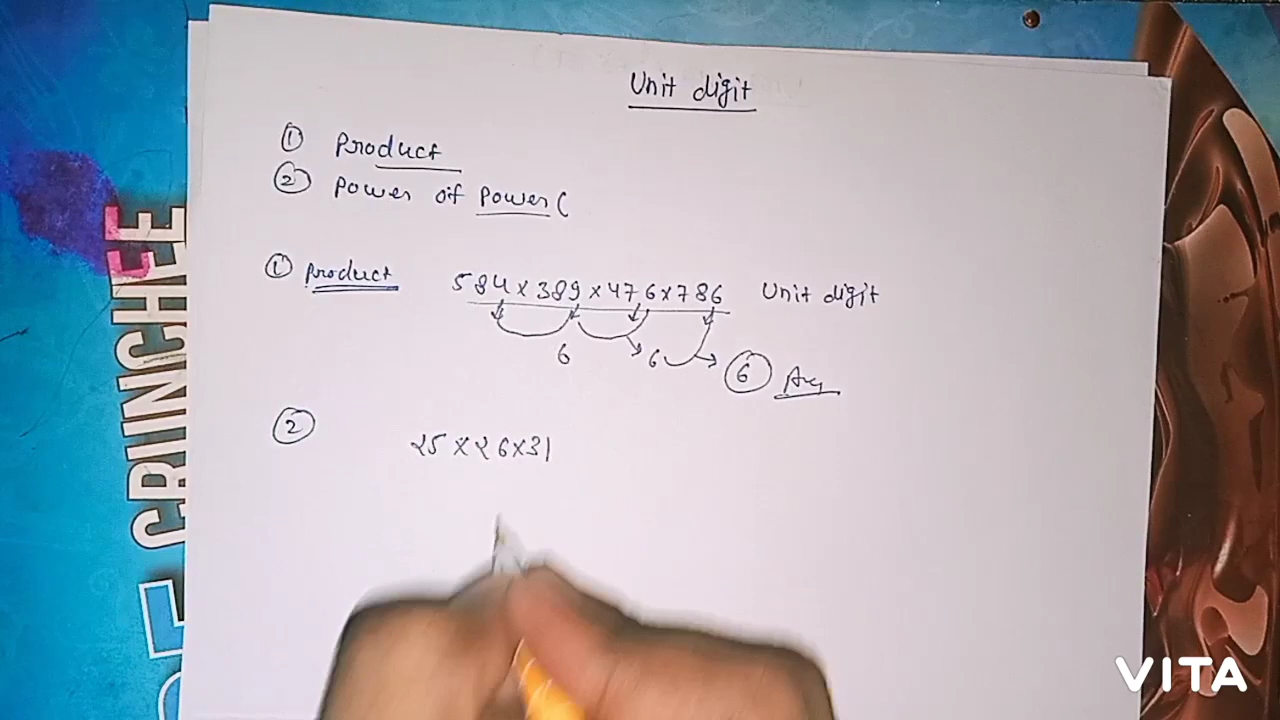 Unit digit
① Product
② Power of Power (
① Product 584 × 389 × 476 × 786 Unit digit
6 6 6 Ans
② 25 × 26 × 31
CRUNCHEE
VITA